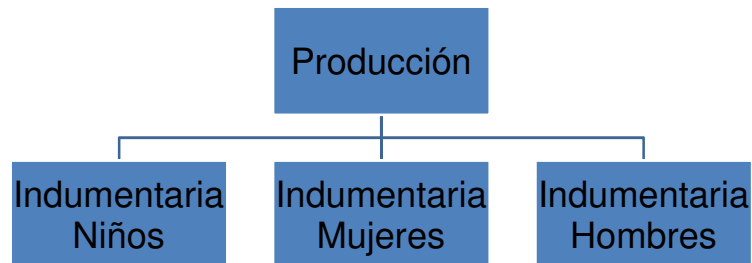 Producción
Indumentaria
Niños
Indumentaria
Mujeres
Indumentaria
Hombres